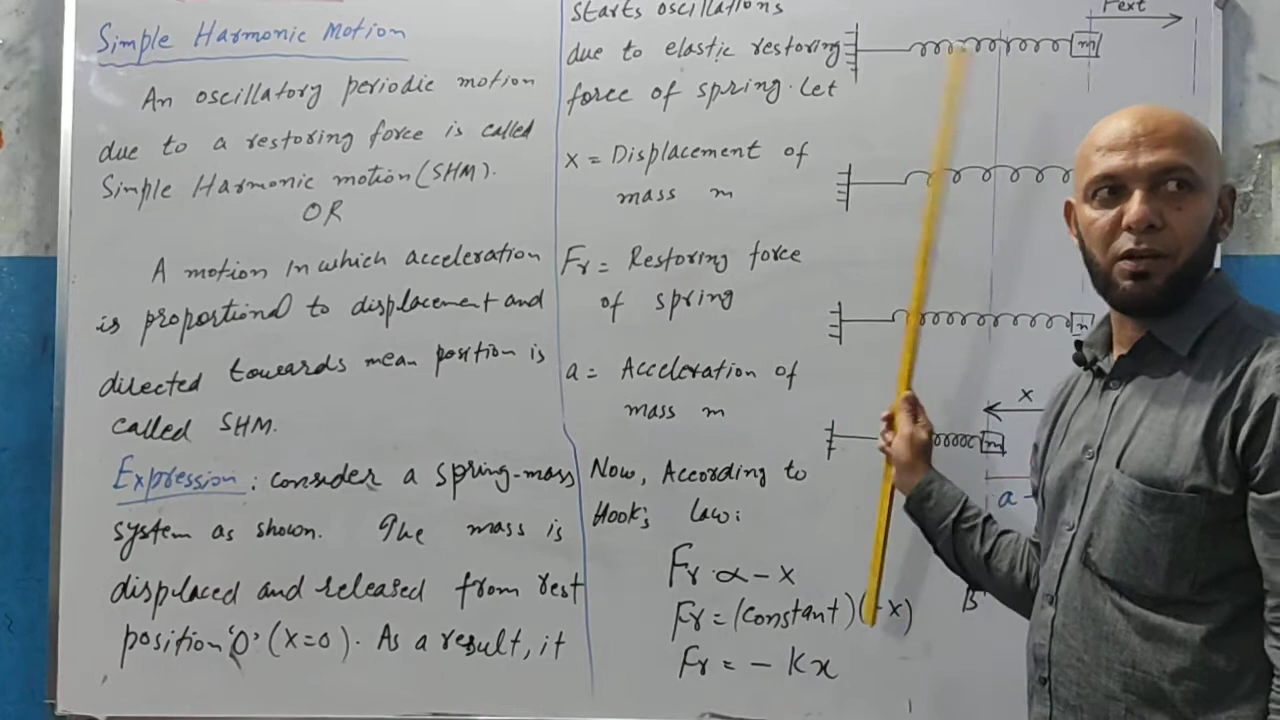 Simple Harmonic Motion
An oscillatory periodic motion
due to a restoring force is called
Simple Harmonic motion (SHM).
OR
A motion in which acceleration
is proportional to displacement and
directed towards mean position is
called SHM.
Expression: consider a spring-mass
system as shown. The mass is
displaced and released from rest
position 'O' (x=0). As a result, it
Starts oscillations
due to elastic restoring
force of spring. Let
x = Displacement of
mass m
Fr = Restoring force
of spring
a = Acceleration of
mass m
Now, According to
Hook's Law:
Fr ∝ - x
Fr = (Constant)(-x)
Fr = - Kx
Fext
m
m
x
m
a
B